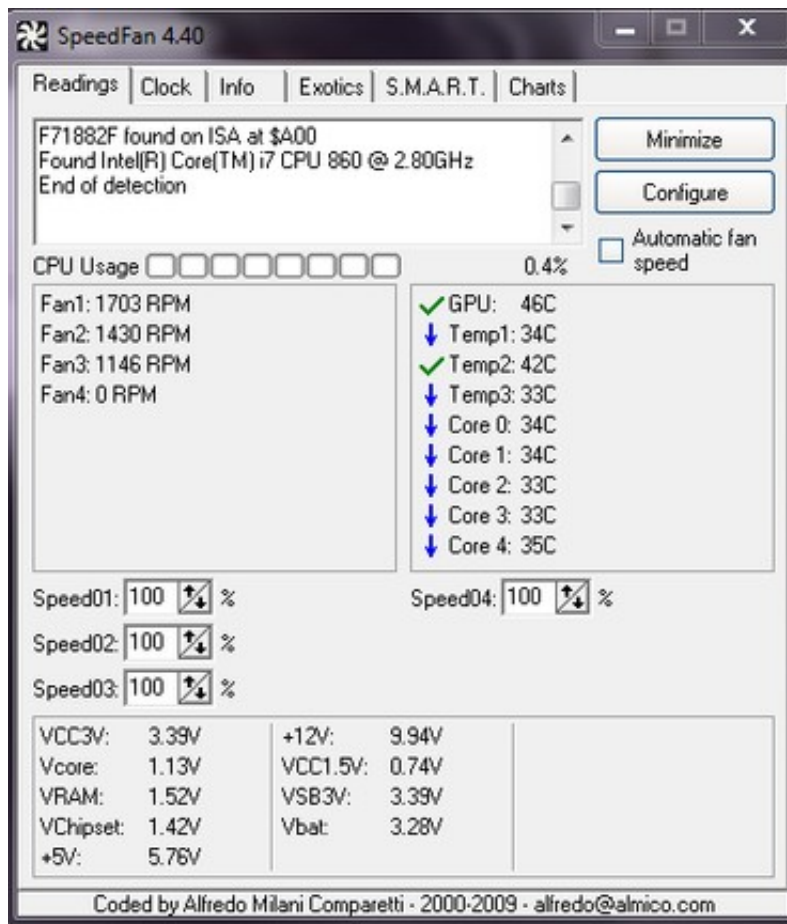 SpeedFan 4.40
Readings Clock Info Exotics S.M.A.R.T. Charts
F71882F found on ISA at $A00
Found Intel(R) Core(TM) i7 CPU 860 @ 2.80GHz
End of detection
Minimize
Configure
Automatic fan
speed
CPU Usage 0.4%
Fan1: 1703 RPM
Fan2: 1430 RPM
Fan3: 1146 RPM
Fan4: 0 RPM
GPU: 46C
Temp1: 34C
Temp2: 42C
Temp3: 33C
Core 0: 34C
Core 1: 34C
Core 2: 33C
Core 3: 33C
Core 4: 35C
Speed01: 100 %
Speed04: 100 %
Speed02: 100 %
Speed03: 100 %
VCC3V: 3.39V
Vcore: 1.13V
VRAM: 1.52V
VChipset: 1.42V
+5V: 5.76V
+12V: 9.94V
VCC1.5V: 0.74V
VSB3V: 3.39V
Vbat: 3.28V
Coded by Alfredo Milani Comparetti - 2000-2009 - alfredo@almico.com